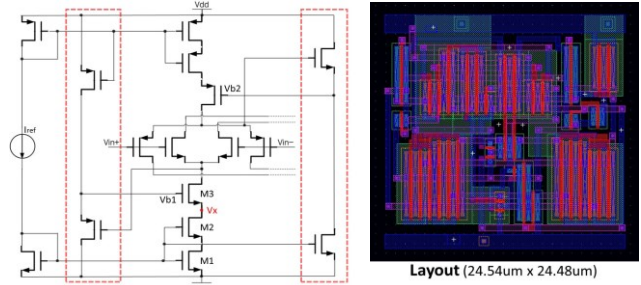 Vdd
Vb2
Iref
Vin+
Vin−
M3
Vb1
Vx
M2
M1
Layout (24.54um x 24.48um)